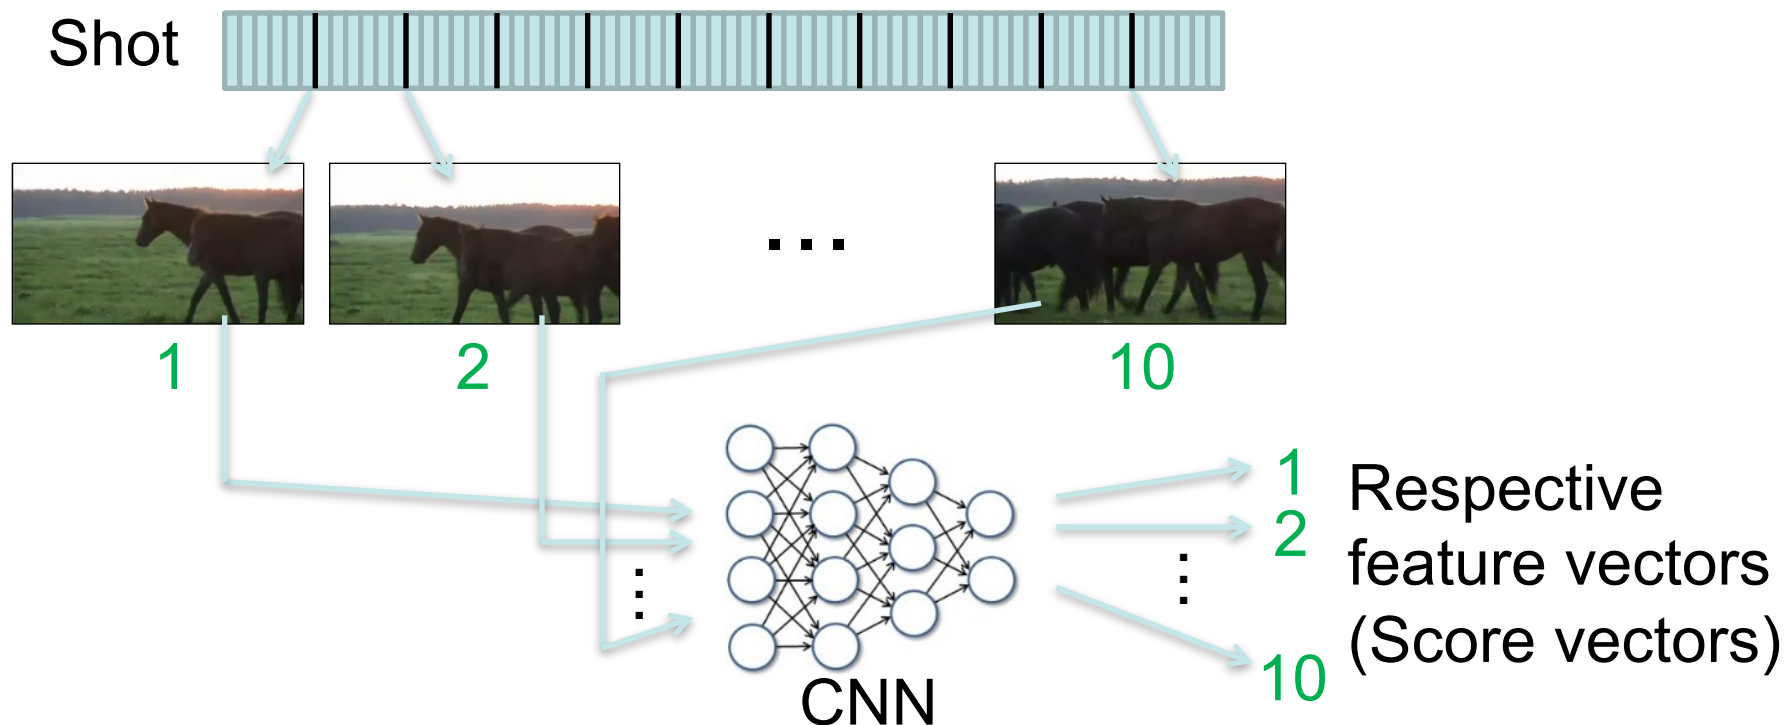 Shot
1
2
10
CNN
1
2
10
Respective
feature vectors
(Score vectors)